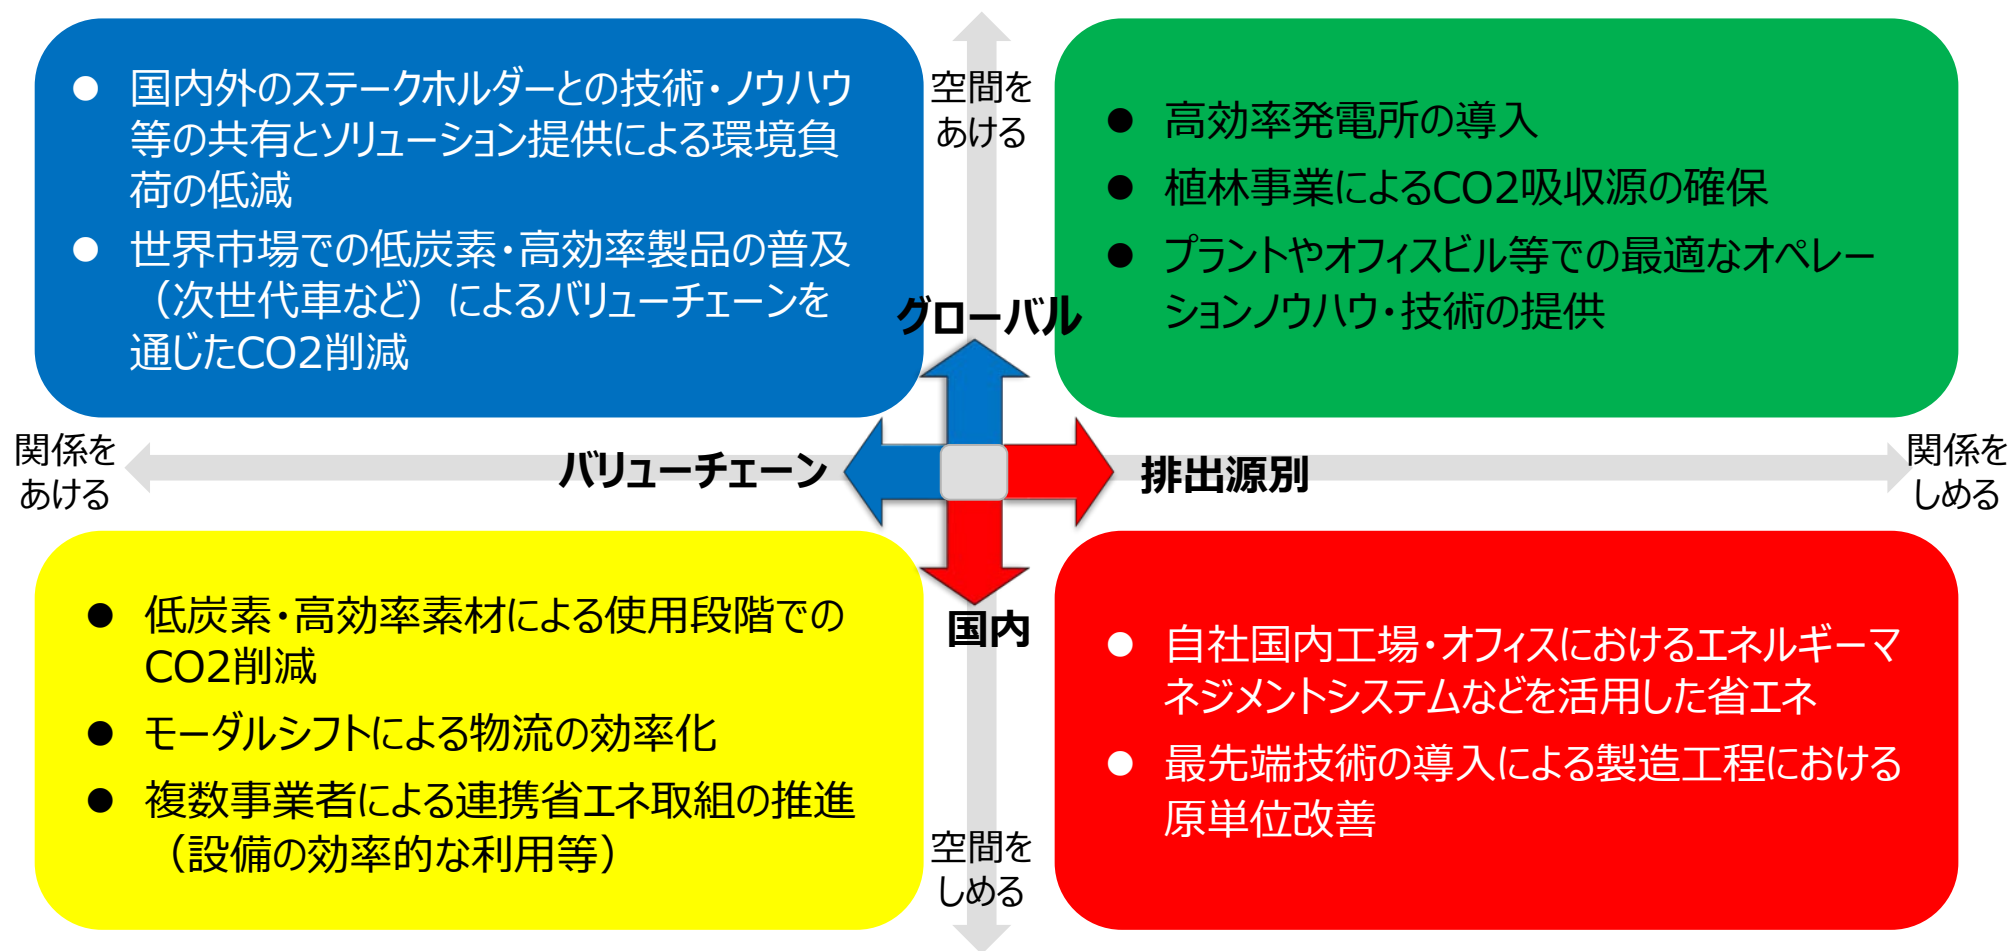 ● 国内外のステークホルダーとの技術・ノウハウ
等の共有とソリューション提供による環境負
荷の低減
● 世界市場での低炭素・高効率製品の普及
（次世代車など）によるバリューチェーンを
通じたCO2削減
空間を
あける
● 高効率発電所の導入
● 植林事業によるCO2吸収源の確保
● プラントやオフィスビル等での最適なオペレー
ションノウハウ・技術の提供
グローバル
関係を
あける
バリューチェーン
排出源別
関係を
しめる
国内
● 低炭素・高効率素材による使用段階での
CO2削減
● モーダルシフトによる物流の効率化
● 複数事業者による連携省エネ取組の推進
（設備の効率的な利用等）
空間を
しめる
● 自社国内工場・オフィスにおけるエネルギーマ
ネジメントシステムなどを活用した省エネ
● 最先端技術の導入による製造工程における
原単位改善